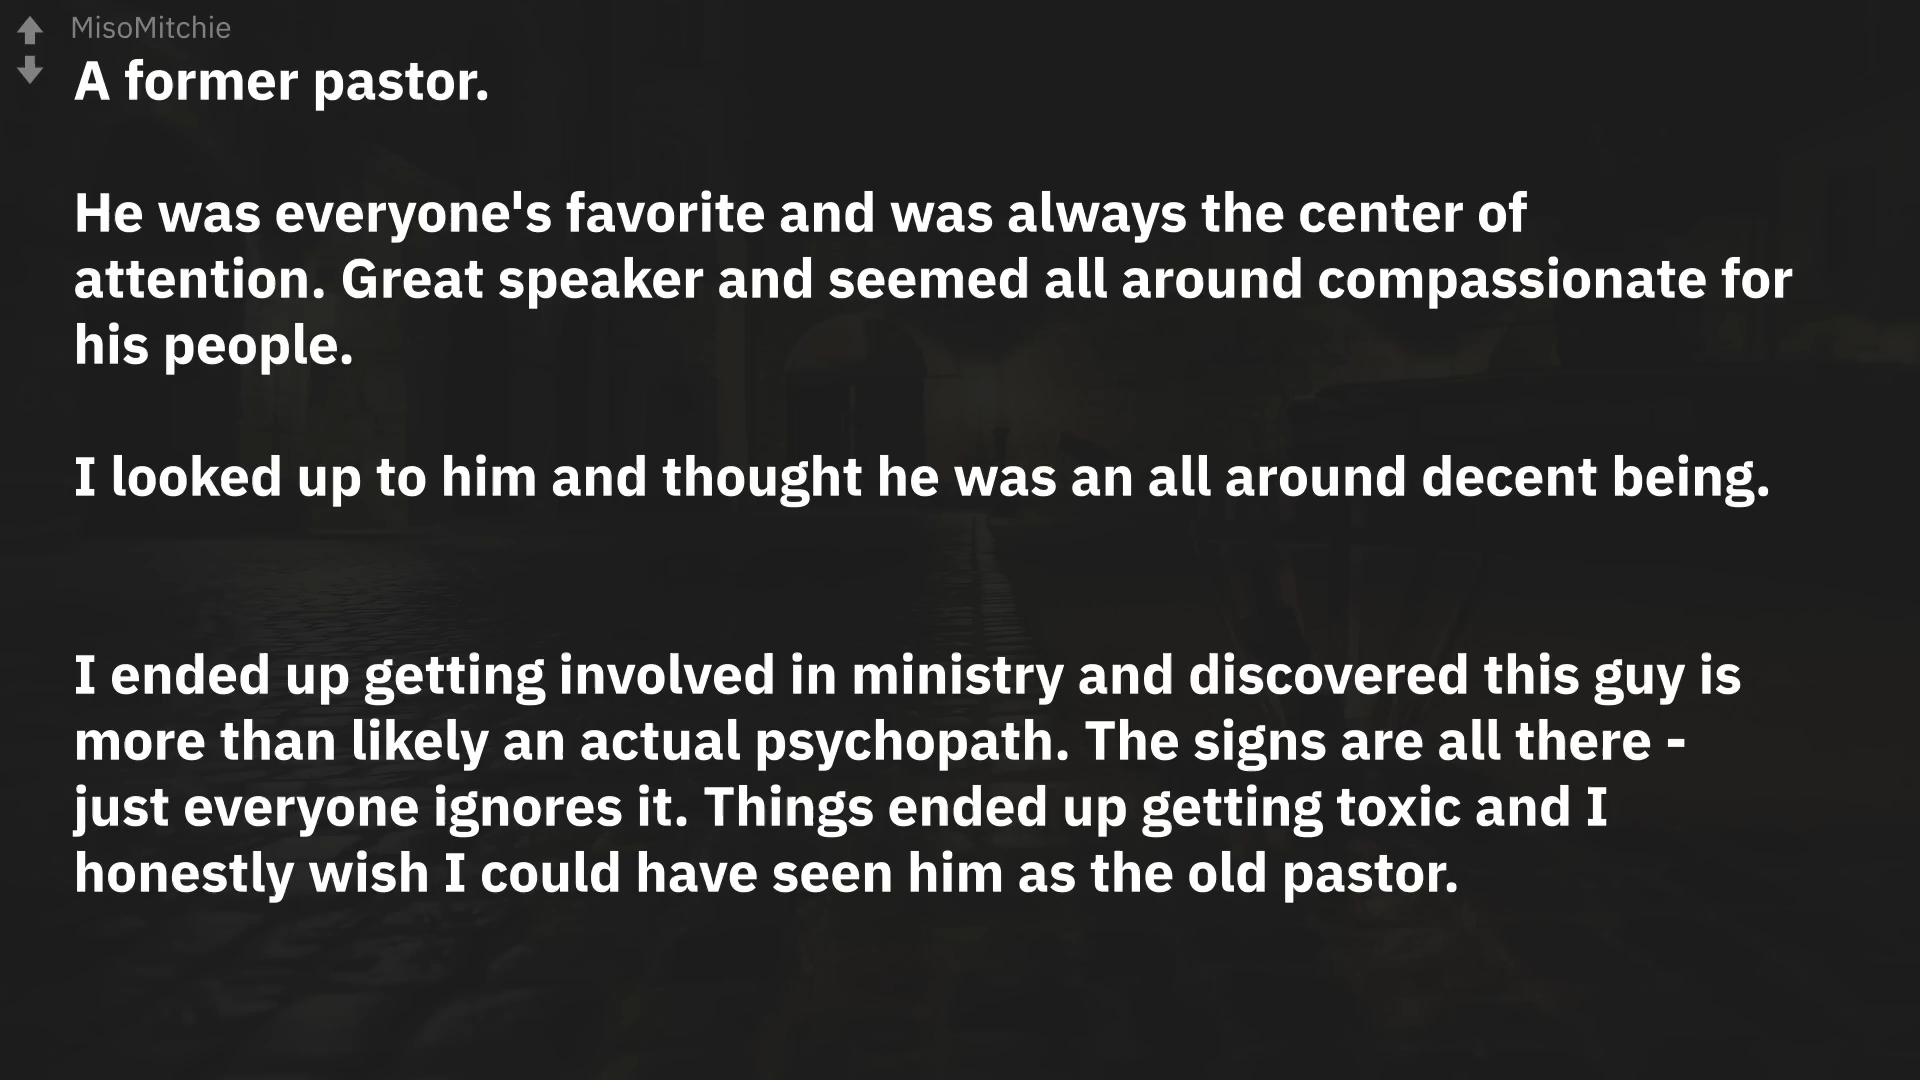 MisoMitchie
A former pastor.
He was everyone's favorite and was always the center of
attention. Great speaker and seemed all around compassionate for
his people.
I looked up to him and thought he was an all around decent being.
I ended up getting involved in ministry and discovered this guy is
more than likely an actual psychopath. The signs are all there -
just everyone ignores it. Things ended up getting toxic and I
honestly wish I could have seen him as the old pastor.